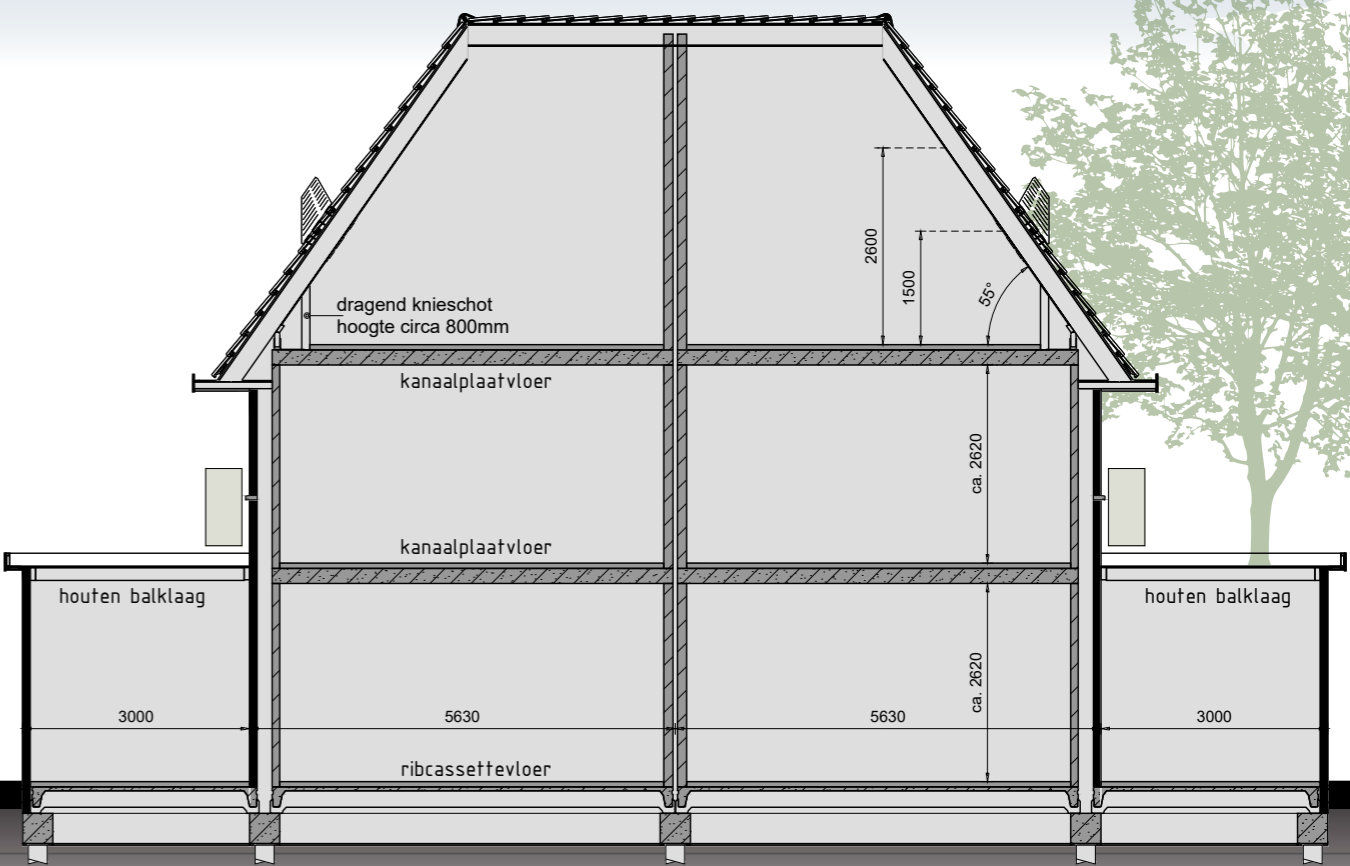 2600
1500
55°
dragend knieschot
hoogte circa 800mm
kanaalplaatvloer
ca. 2620
kanaalplaatvloer
houten balklaag
houten balklaag
ca. 2620
3000
5630
5630
3000
ribcassettevloer